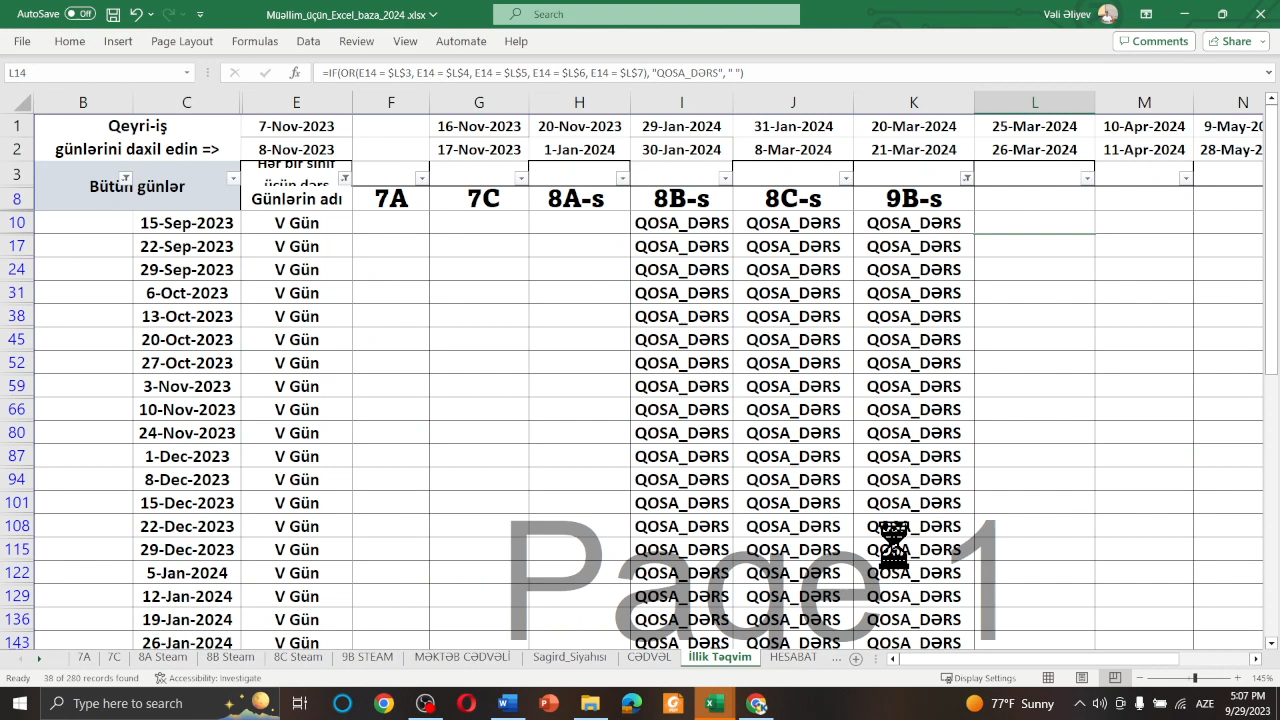 AutoSave Off Müəllim_üçün_Excel_baza_2024.xlsx Search Vəli Əliyev
File Home Insert Page Layout Formulas Data Review View Automate Help Comments Share
L14 fx =IF(OR(E14 = $L$3, E14 = $L$4, E14 = $L$5, E14 = $L$6, E14 = $L$7), "QOSA_DƏRS", " ")
B C E F G H I J K L M N
1 Qeyri-iş 7-Nov-2023 16-Nov-2023 20-Nov-2023 29-Jan-2024 31-Jan-2024 20-Mar-2024 25-Mar-2024 10-Apr-2024 9-May-20
2 günlərini daxil edin => 8-Nov-2023 17-Nov-2023 1-Jan-2024 30-Jan-2024 8-Mar-2024 21-Mar-2024 26-Mar-2024 11-Apr-2024 28-May-2
3 Hər bir sinif
üçün dərs
8 Bütün günlər Günlərin adı 7A 7C 8A-s 8B-s 8C-s 9B-s
10 15-Sep-2023 V Gün QOSA_DƏRS QOSA_DƏRS QOSA_DƏRS
17 22-Sep-2023 V Gün QOSA_DƏRS QOSA_DƏRS QOSA_DƏRS
24 29-Sep-2023 V Gün QOSA_DƏRS QOSA_DƏRS QOSA_DƏRS
31 6-Oct-2023 V Gün QOSA_DƏRS QOSA_DƏRS QOSA_DƏRS
38 13-Oct-2023 V Gün QOSA_DƏRS QOSA_DƏRS QOSA_DƏRS
45 20-Oct-2023 V Gün QOSA_DƏRS QOSA_DƏRS QOSA_DƏRS
52 27-Oct-2023 V Gün QOSA_DƏRS QOSA_DƏRS QOSA_DƏRS
59 3-Nov-2023 V Gün QOSA_DƏRS QOSA_DƏRS QOSA_DƏRS
66 10-Nov-2023 V Gün QOSA_DƏRS QOSA_DƏRS QOSA_DƏRS
80 24-Nov-2023 V Gün QOSA_DƏRS QOSA_DƏRS QOSA_DƏRS
87 1-Dec-2023 V Gün QOSA_DƏRS QOSA_DƏRS QOSA_DƏRS
94 8-Dec-2023 V Gün QOSA_DƏRS QOSA_DƏRS QOSA_DƏRS
101 15-Dec-2023 V Gün QOSA_DƏRS QOSA_DƏRS QOSA_DƏRS
108 22-Dec-2023 V Gün QOSA_DƏRS QOSA_DƏRS QOSA_DƏRS
115 29-Dec-2023 V Gün QOSA_DƏRS QOSA_DƏRS QOSA_DƏRS
Page 1
122 5-Jan-2024 V Gün QOSA_DƏRS QOSA_DƏRS QOSA_DƏRS
129 12-Jan-2024 V Gün QOSA_DƏRS QOSA_DƏRS QOSA_DƏRS
136 19-Jan-2024 V Gün QOSA_DƏRS QOSA_DƏRS QOSA_DƏRS
143 26-Jan-2024 V Gün QOSA_DƏRS QOSA_DƏRS QOSA_DƏRS
7A 7C 8A Steam 8B Steam 8C Steam 9B STEAM MƏKTƏB CƏDVƏLİ Sagird_Siyahısı CƏDVƏL İllik Təqvim HESABAT ...
Ready 38 of 280 records found Accessibility: Investigate Display Settings 145%
Type here to search 77°F Sunny AZE 5:07 PM
9/29/2023